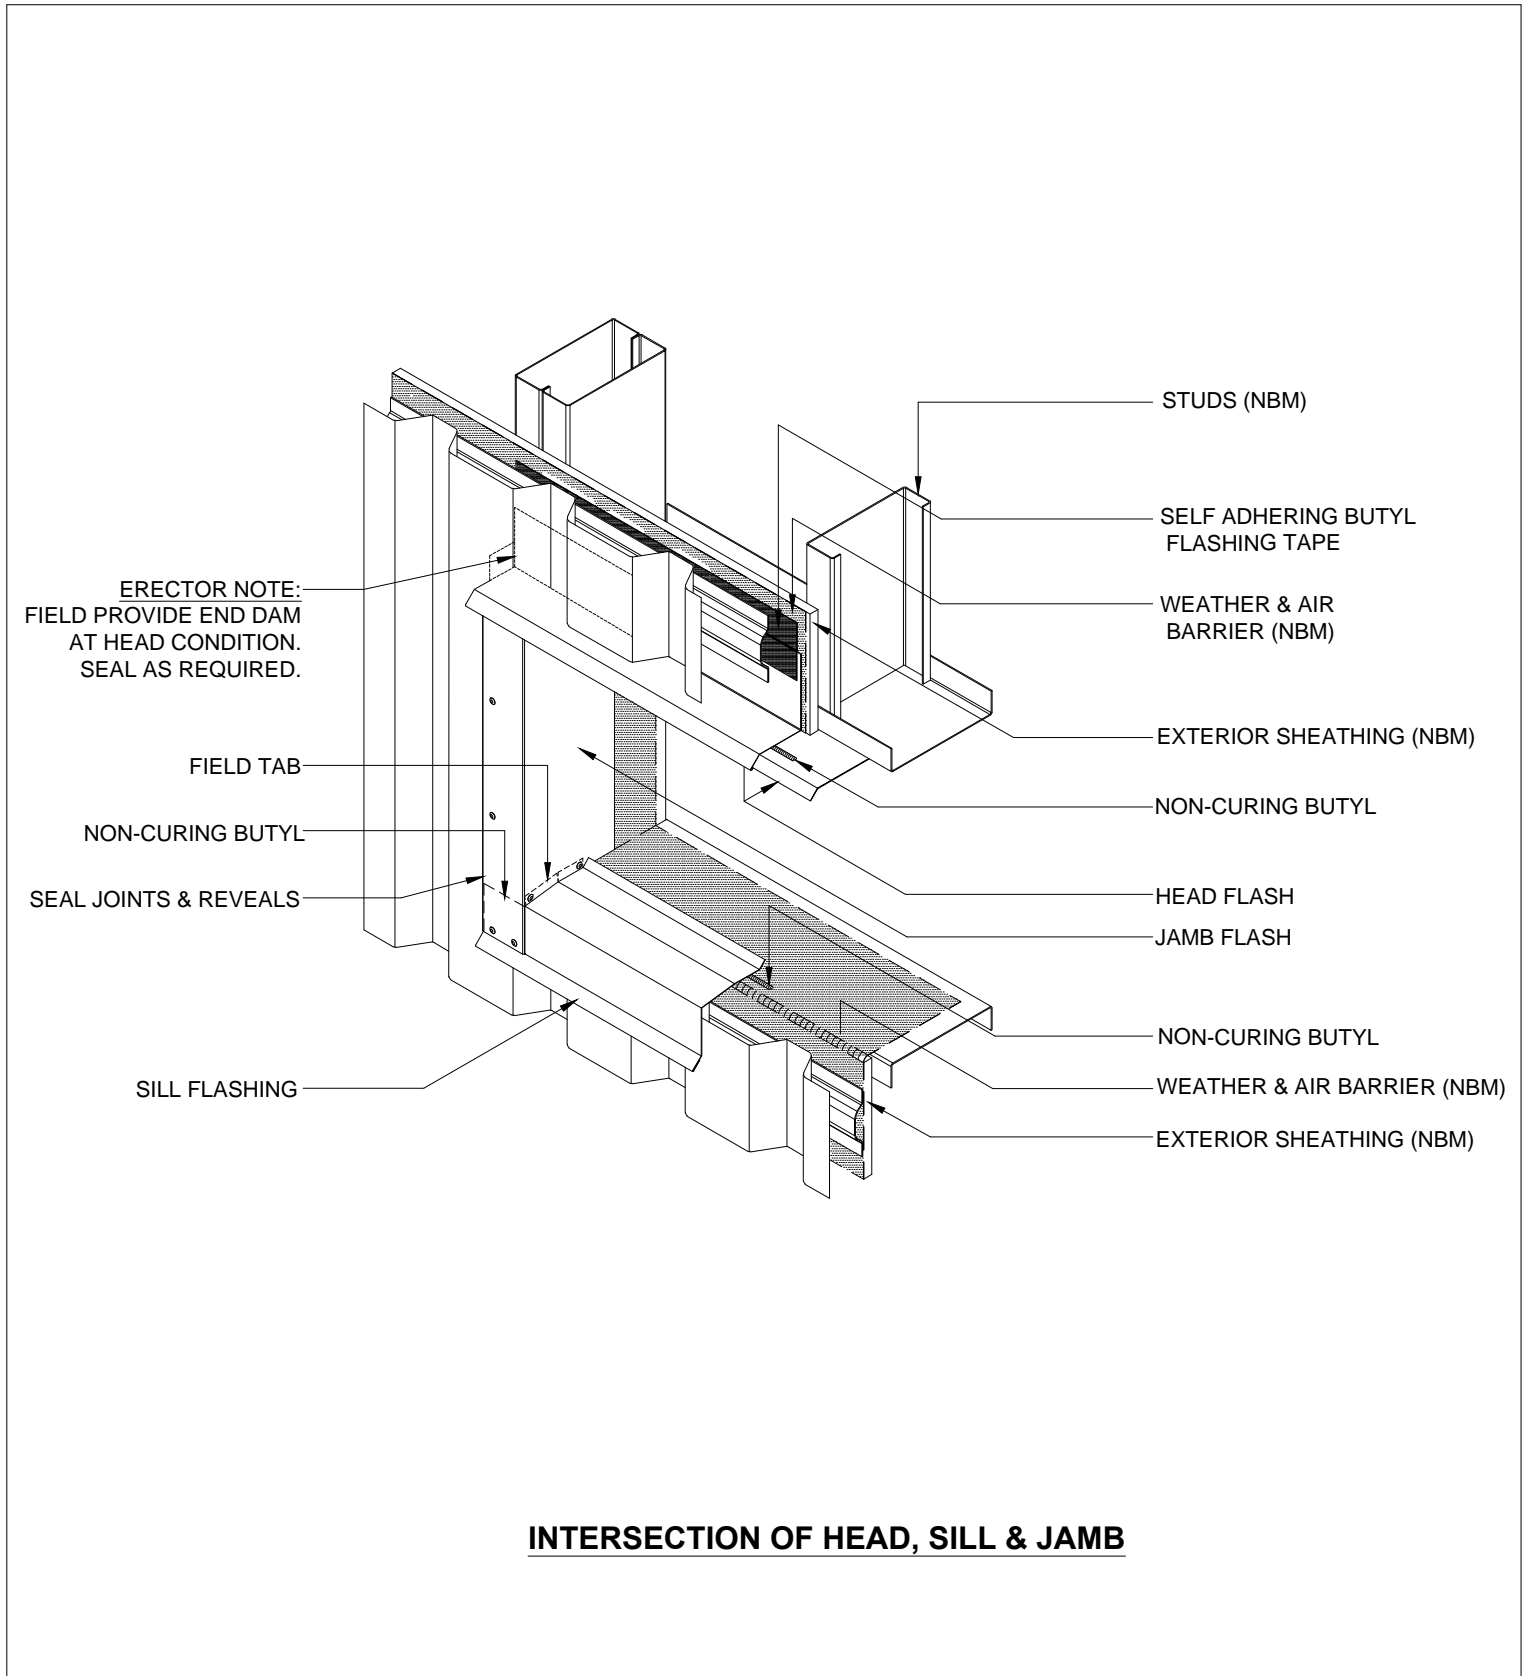 STUDS (NBM)
SELF ADHERING BUTYL
FLASHING TAPE
ERECTOR NOTE:
FIELD PROVIDE END DAM
AT HEAD CONDITION.
SEAL AS REQUIRED.
WEATHER & AIR
BARRIER (NBM)
EXTERIOR SHEATHING (NBM)
FIELD TAB
NON-CURING BUTYL
NON-CURING BUTYL
SEAL JOINTS & REVEALS
HEAD FLASH
JAMB FLASH
NON-CURING BUTYL
SILL FLASHING
WEATHER & AIR BARRIER (NBM)
EXTERIOR SHEATHING (NBM)
INTERSECTION OF HEAD, SILL & JAMB